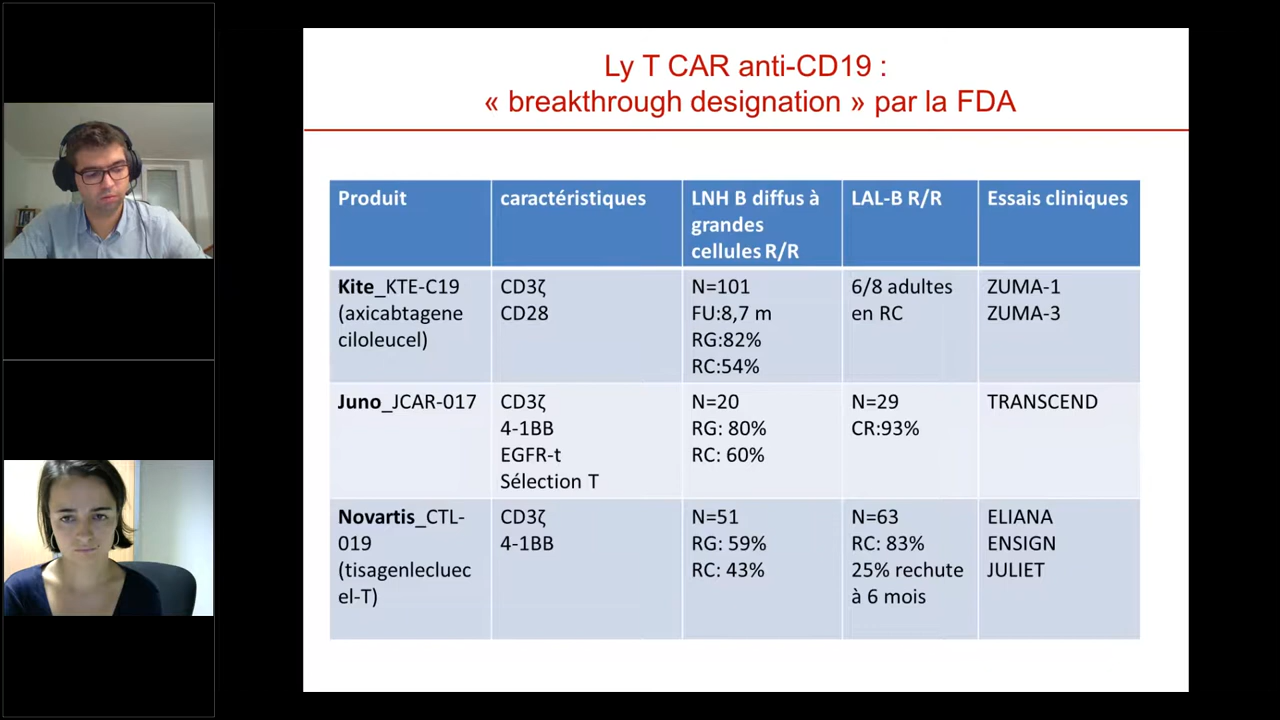 Ly T CAR anti-CD19 :
« breakthrough designation » par la FDA
Produit
caractéristiques
LNH B diffus à
grandes
cellules R/R
LAL-B R/R
Essais cliniques
Kite_KTE-C19
(axicabtagene
ciloleucel)
CD3ζ
CD28
N=101
FU:8,7 m
RG:82%
RC:54%
6/8 adultes
en RC
ZUMA-1
ZUMA-3
Juno_JCAR-017
CD3ζ
4-1BB
EGFR-t
Sélection T
N=20
RG: 80%
RC: 60%
N=29
CR:93%
TRANSCEND
Novartis_CTL-
019
(tisagenlecluec
el-T)
CD3ζ
4-1BB
N=51
RG: 59%
RC: 43%
N=63
RC: 83%
25% rechute
à 6 mois
ELIANA
ENSIGN
JULIET